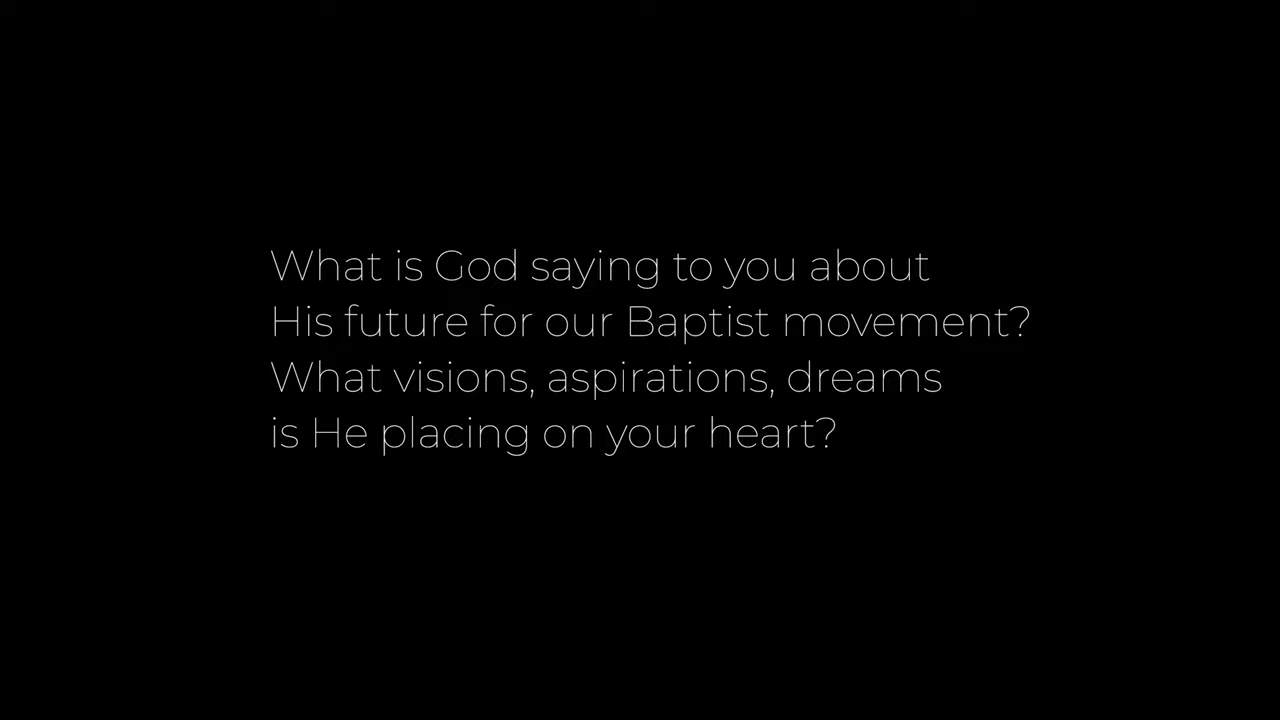 What is God saying to you about
His future for our Baptist movement?
What visions, aspirations, dreams
is He placing on your heart?